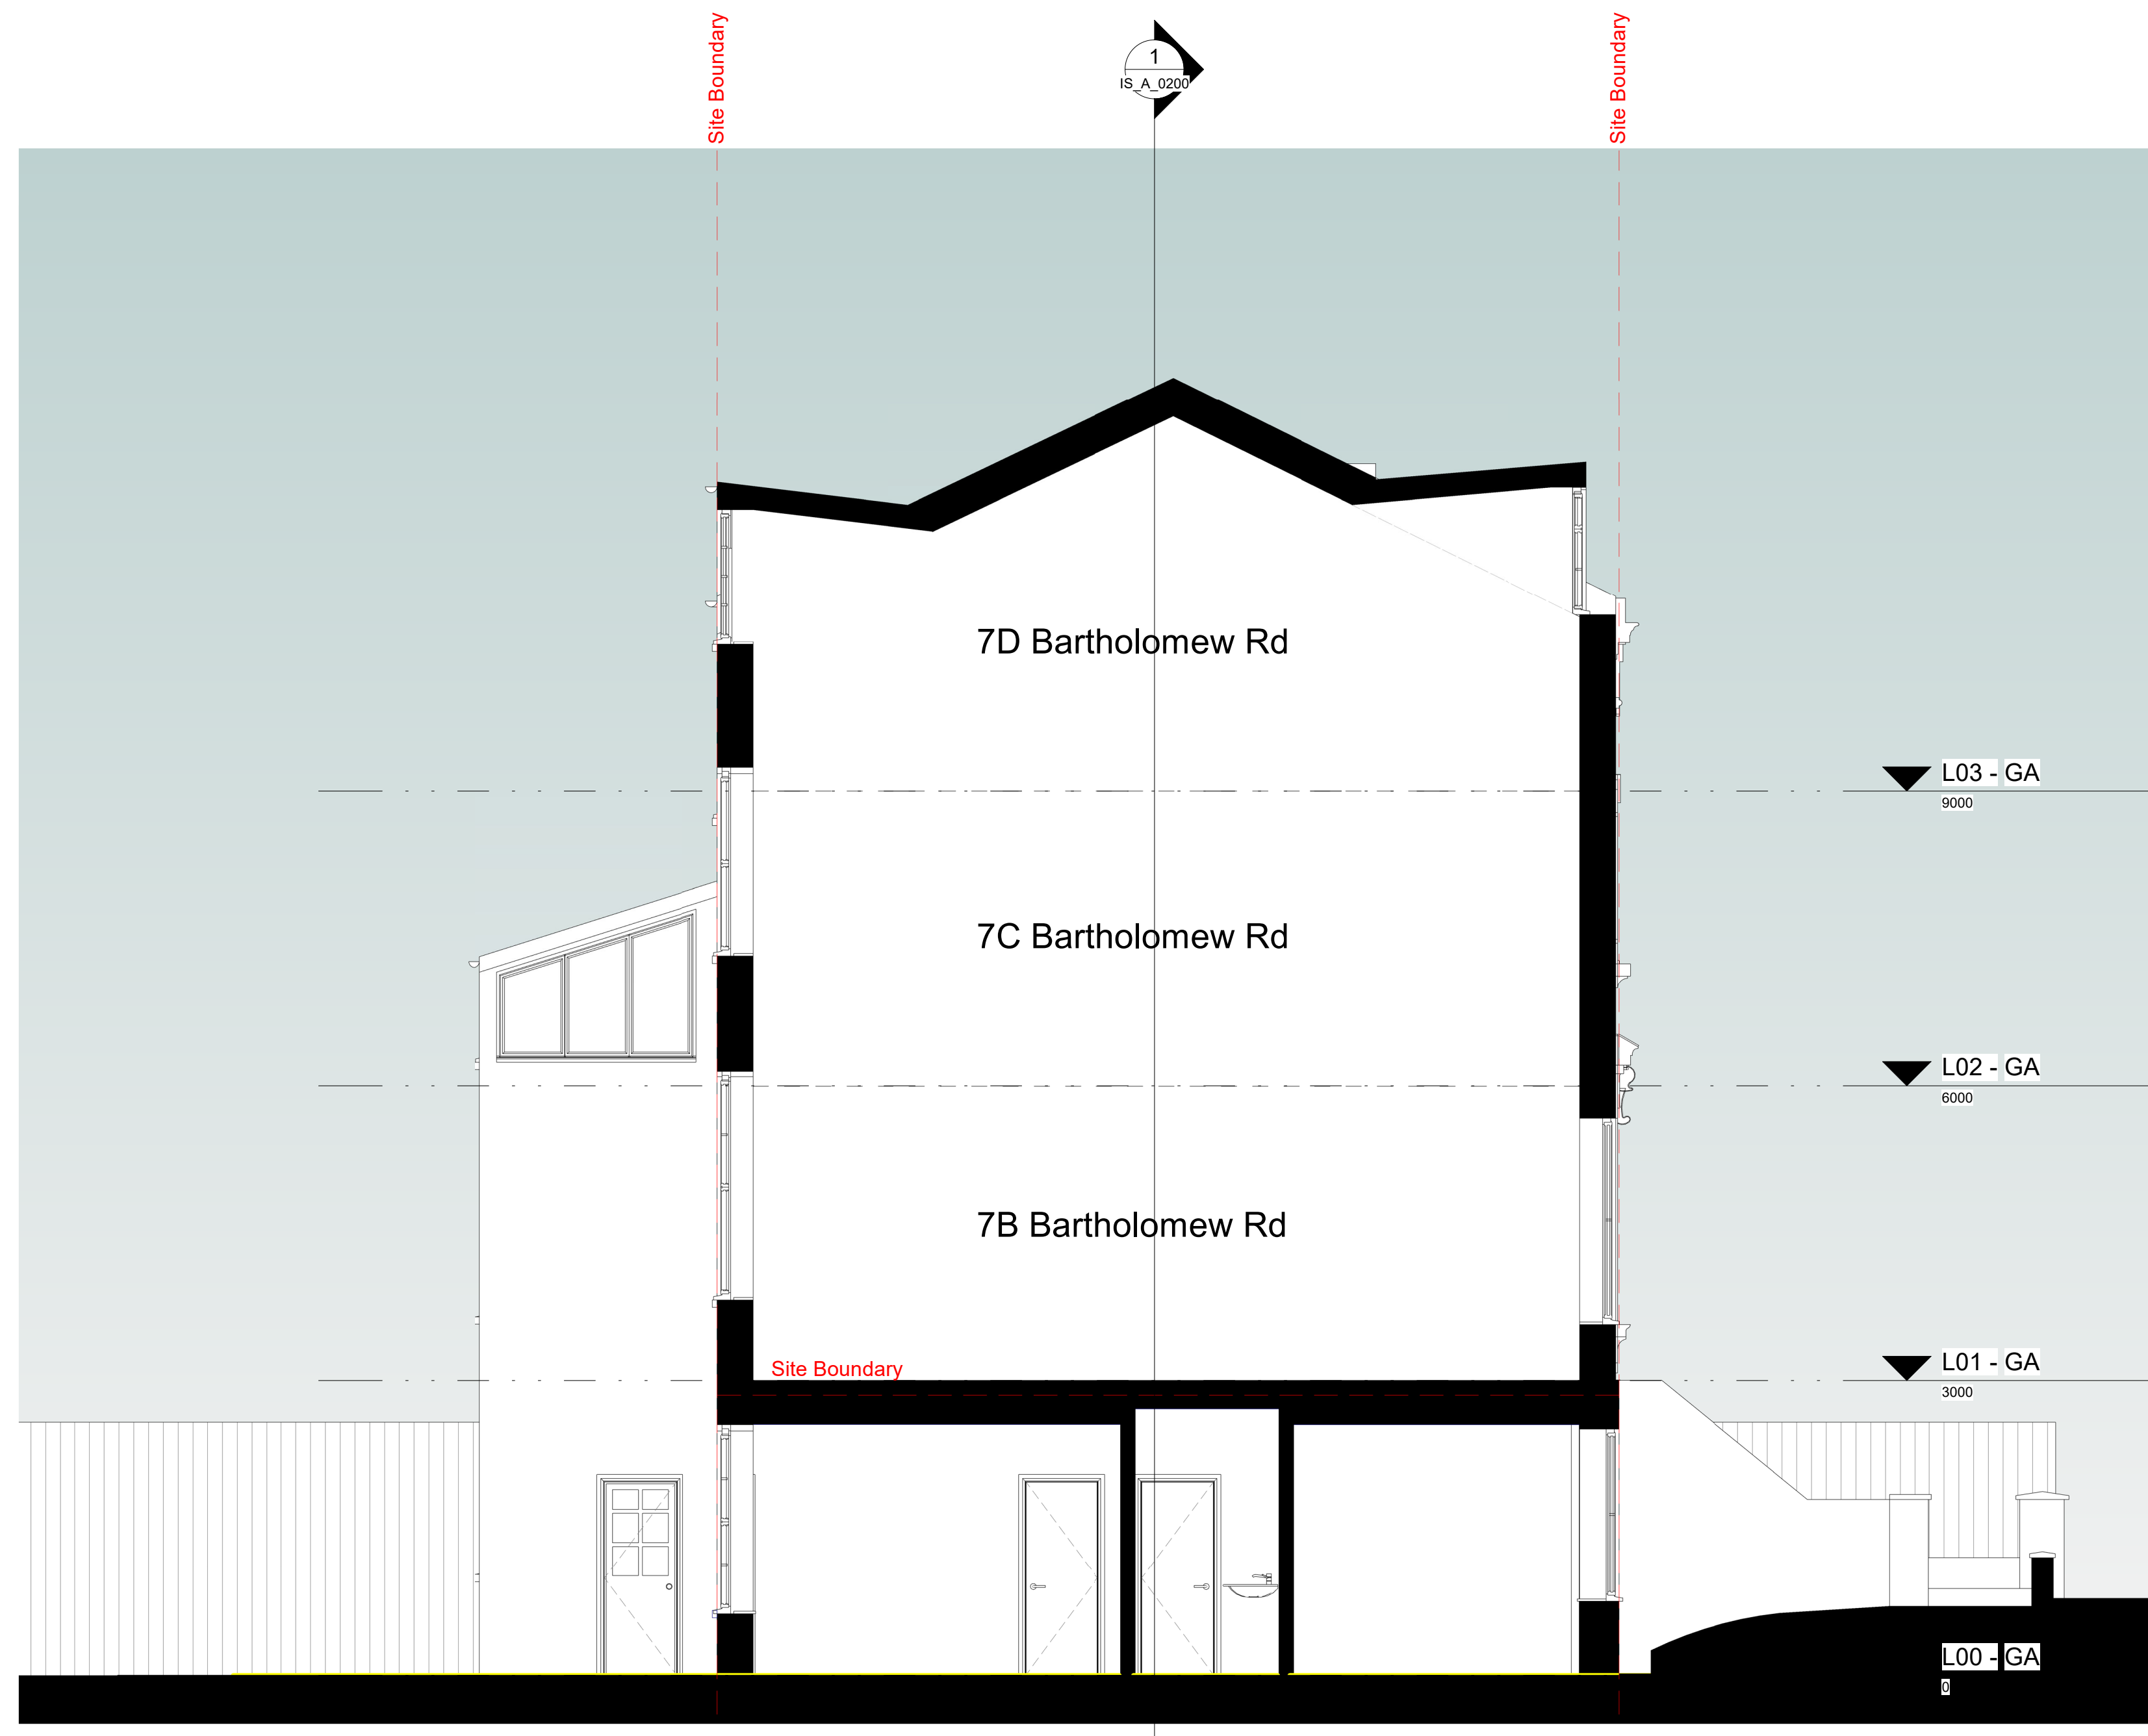 Site Boundary
1
IS_A_0200
Site Boundary
7D Bartholomew Rd
L03 - GA
9000
7C Bartholomew Rd
L02 - GA
6000
7B Bartholomew Rd
Site Boundary
L01 - GA
3000
L00 - GA
0